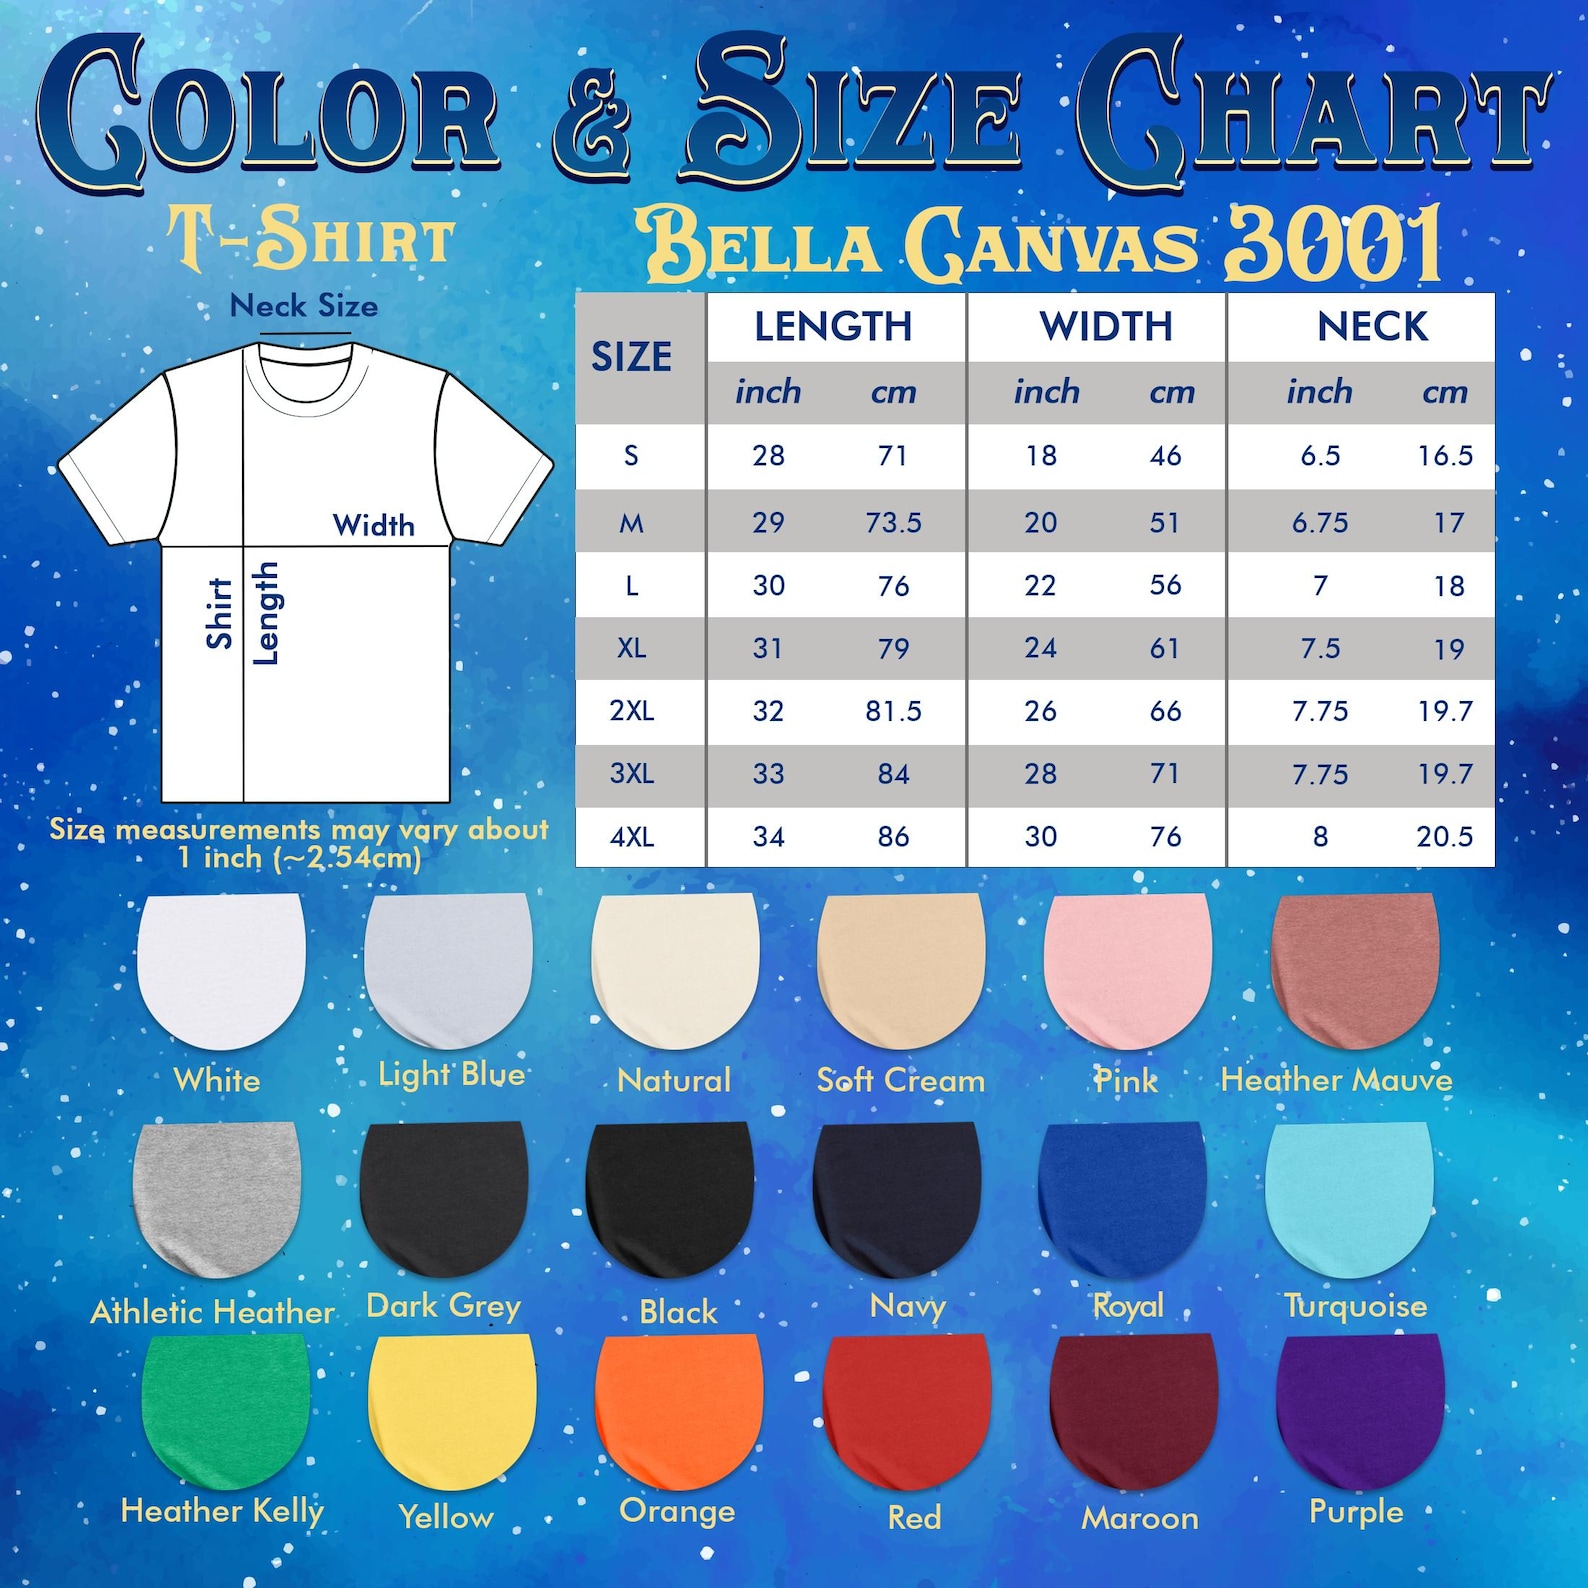 COLOR & SIZE CHART
T-SHIRT
BELLA CANVAS 3001
Neck Size
Width
Shirt
Length
Size measurements may vary about
1 inch (~2.54cm)
SIZE LENGTH WIDTH NECK
inch cm inch cm inch cm
S 28 71 18 46 6.5 16.5
M 29 73.5 20 51 6.75 17
L 30 76 22 56 7 18
XL 31 79 24 61 7.5 19
2XL 32 81.5 26 66 7.75 19.7
3XL 33 84 28 71 7.75 19.7
4XL 34 86 30 76 8 20.5
White Light Blue Natural Soft Cream Pink Heather Mauve
Athletic Heather Dark Grey Black Navy Royal Turquoise
Heather Kelly Yellow Orange Red Maroon Purple